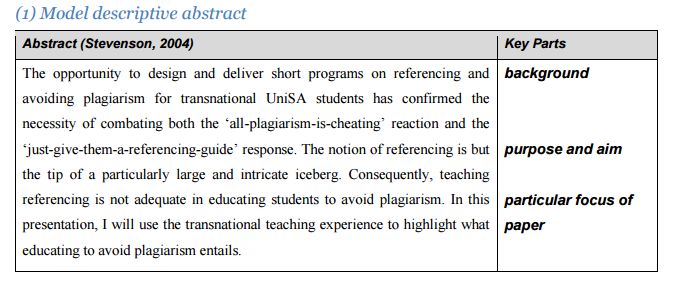 (1) Model descriptive abstract
Abstract (Stevenson, 2004)
Key Parts
The opportunity to design and deliver short programs on referencing and
avoiding plagiarism for transnational UniSA students has confirmed the
necessity of combating both the ‘all-plagiarism-is-cheating’ reaction and the
‘just-give-them-a-referencing-guide’ response. The notion of referencing is but
the tip of a particularly large and intricate iceberg. Consequently, teaching
referencing is not adequate in educating students to avoid plagiarism. In this
presentation, I will use the transnational teaching experience to highlight what
educating to avoid plagiarism entails.
background
purpose and aim
particular focus of
paper